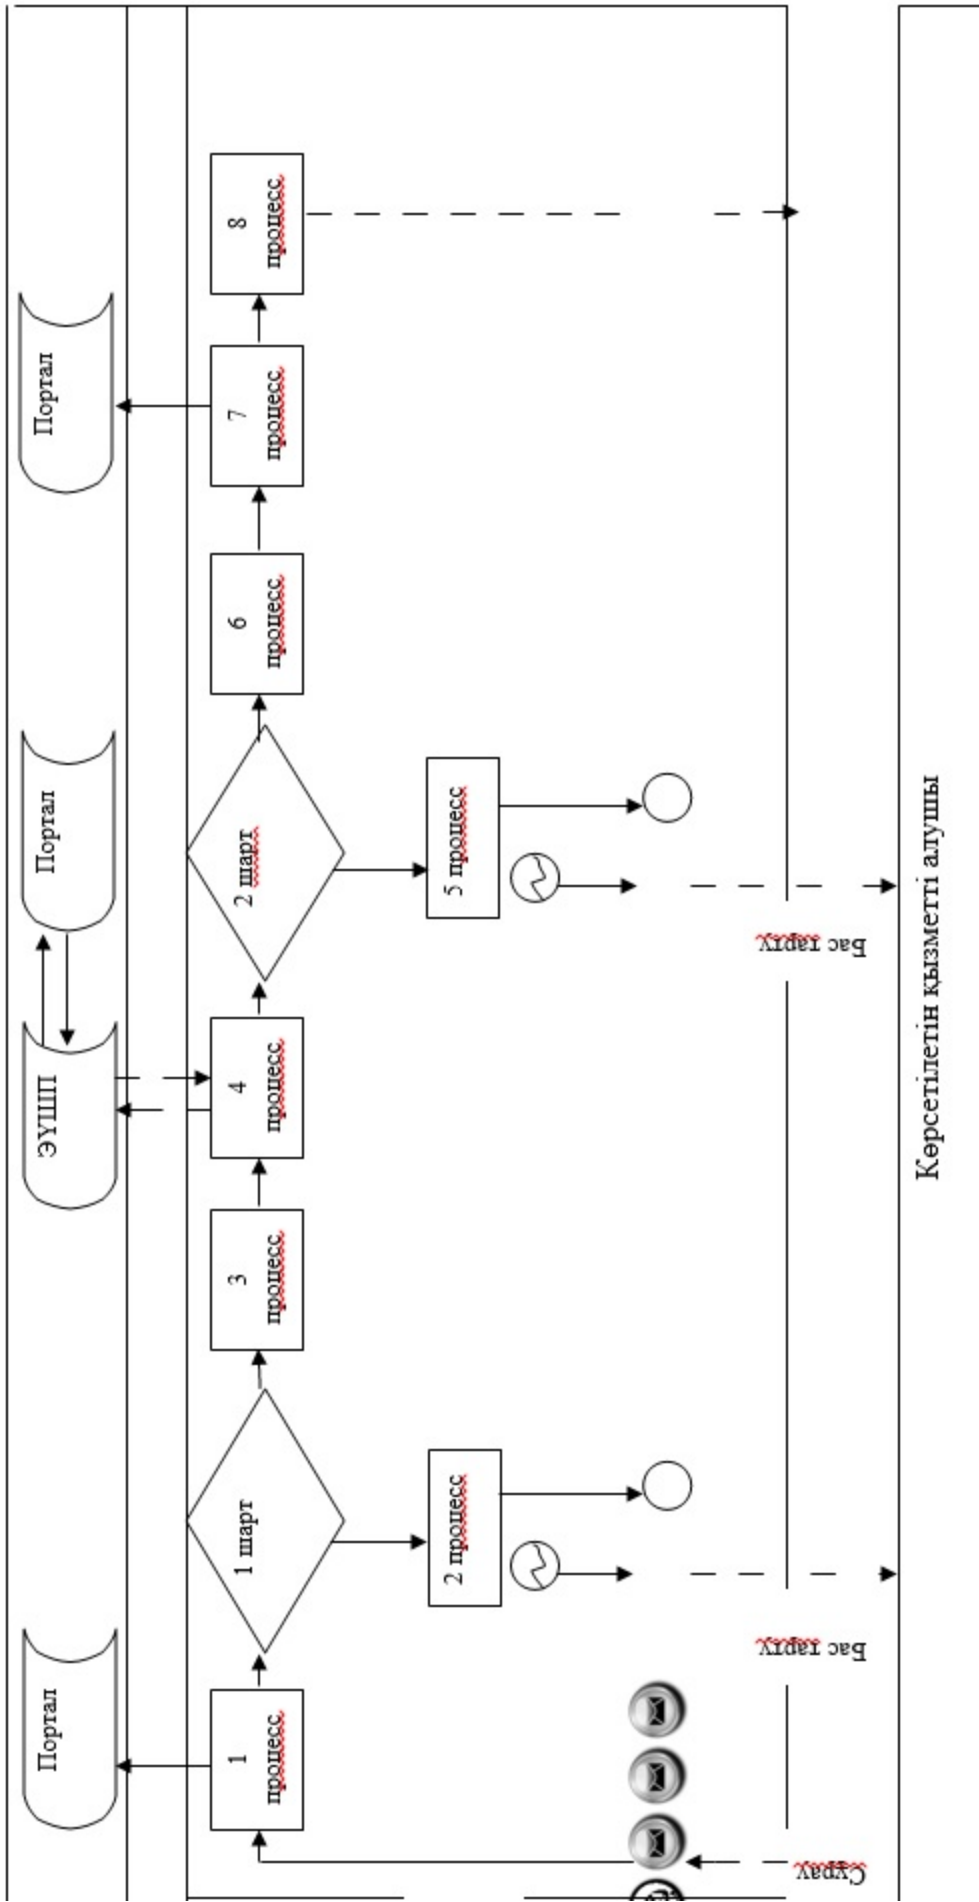 Портал
ЭҮШП
Портал
Портал
1
процесс
1 шарт
3
процесс
4
процесс
2 шарт
6
процесс
7
процесс
8
процесс
2 процесс
5 процесс
Сұрау
Бас тарту
Бас тарту
Көрсетілетін қызметті алушы